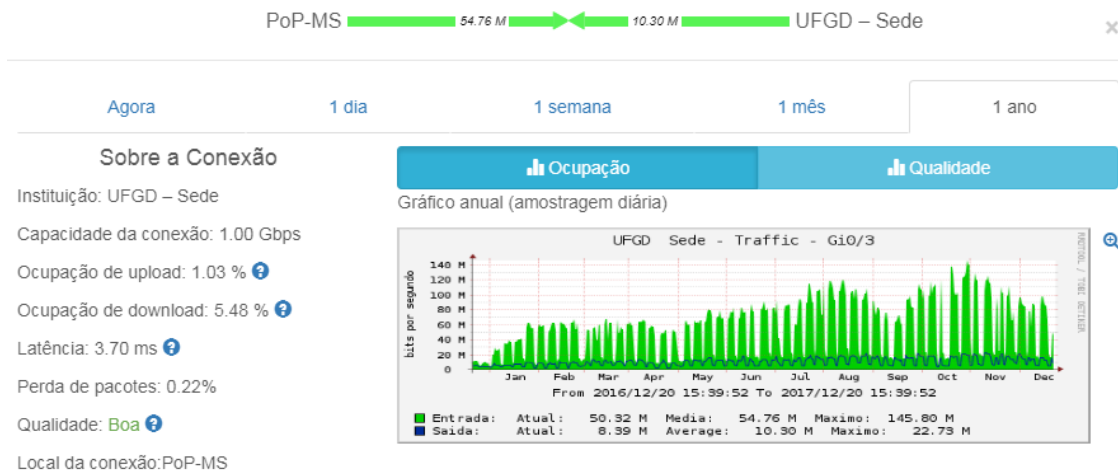 PoP-MS 54.76 M 10.30 M UFGD – Sede ×
Agora 1 dia 1 semana 1 mês 1 ano
Sobre a Conexão
Instituição: UFGD – Sede
Capacidade da conexão: 1.00 Gbps
Ocupação de upload: 1.03 % ?
Ocupação de download: 5.48 % ?
Latência: 3.70 ms ?
Perda de pacotes: 0.22%
Qualidade: Boa ?
Local da conexão:PoP-MS
Ocupação Qualidade
Gráfico anual (amostragem diária)
UFGD Sede - Traffic - Gi0/3
RRDTOOL / TOBI OETIKER
bits por segundo
140 M
120 M
100 M
80 M
60 M
40 M
20 M
0
Jan Feb Mar Apr May Jun Jul Aug Sep Oct Nov Dec
From 2016/12/20 15:39:52 To 2017/12/20 15:39:52
Entrada: Atual: 50.32 M Media: 54.76 M Maximo: 145.80 M
Saida: Atual: 8.39 M Average: 10.30 M Maximo: 22.73 M